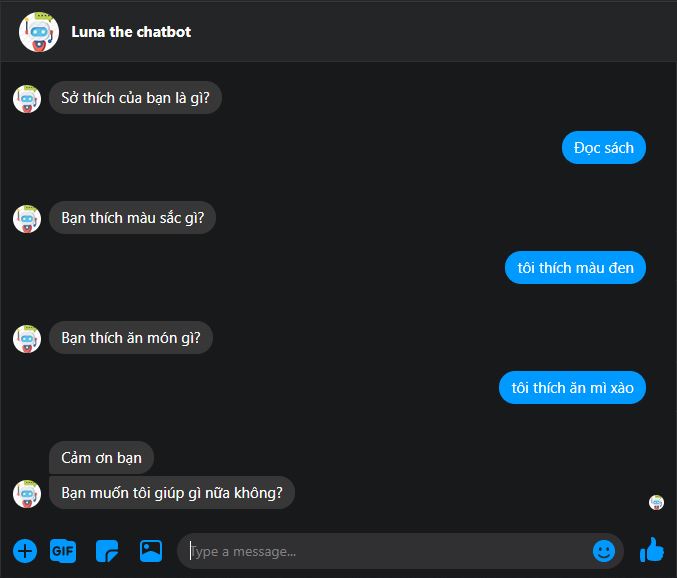 Luna the chatbot
Sở thích của bạn là gì?
Đọc sách
Bạn thích màu sắc gì?
tôi thích màu đen
Bạn thích ăn món gì?
tôi thích ăn mì xào
Cảm ơn bạn
Bạn muốn tôi giúp gì nữa không?
GIF
Type a message...